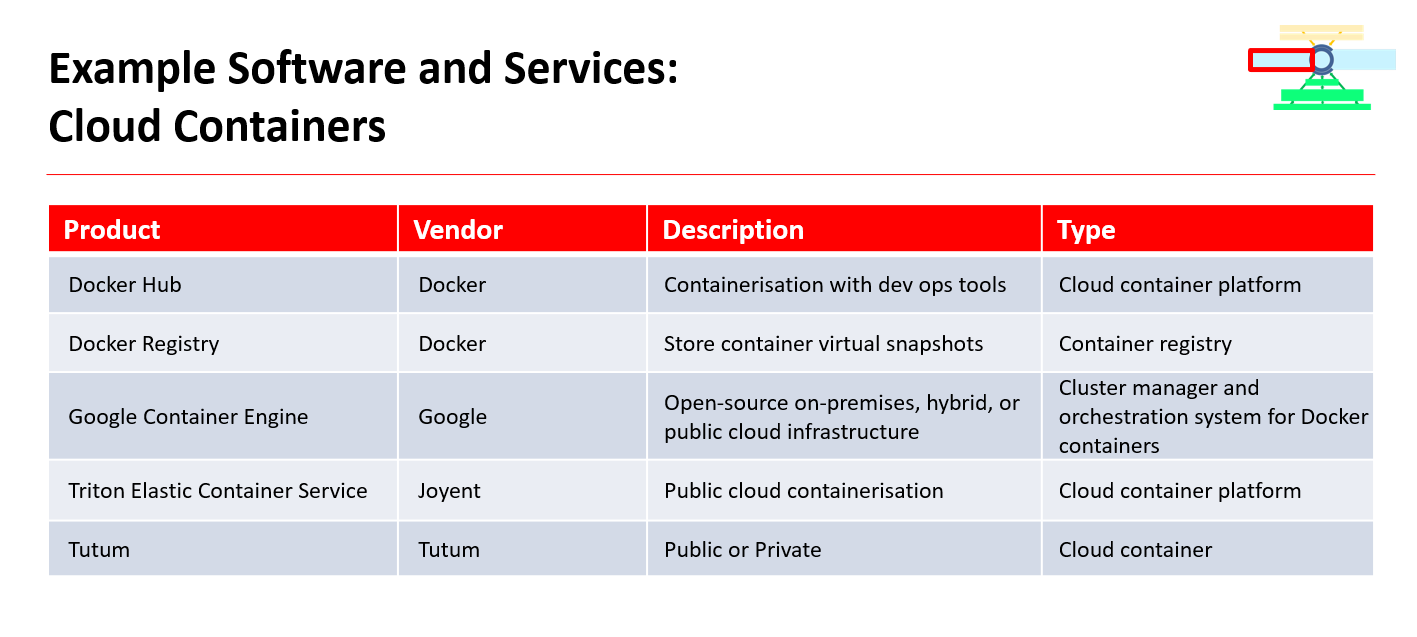 Example Software and Services:
Cloud Containers
Product Vendor Description Type
Docker Hub Docker Containerisation with dev ops tools Cloud container platform
Docker Registry Docker Store container virtual snapshots Container registry
Google Container Engine Google Open-source on-premises, hybrid, or
public cloud infrastructure Cluster manager and
orchestration system for Docker
containers
Triton Elastic Container Service Joyent Public cloud containerisation Cloud container platform
Tutum Tutum Public or Private Cloud container